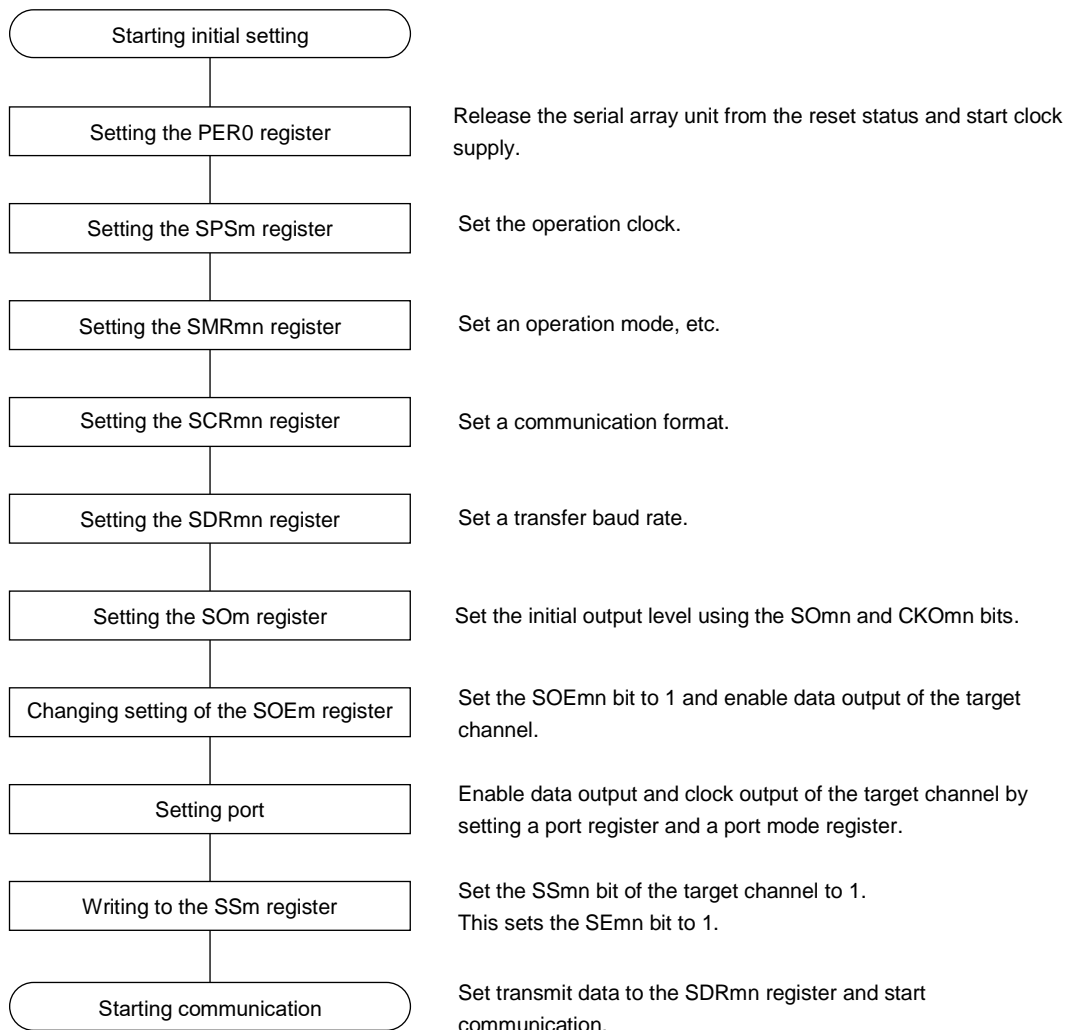 Starting initial setting
Setting the PER0 register
Release the serial array unit from the reset status and start clock
supply.
Setting the SPSm register
Set the operation clock.
Setting the SMRmn register
Set an operation mode, etc.
Setting the SCRmn register
Set a communication format.
Setting the SDRmn register
Set a transfer baud rate.
Setting the SOm register
Set the initial output level using the SOmn and CKOmn bits.
Changing setting of the SOEm register
Set the SOEmn bit to 1 and enable data output of the target
channel.
Setting port
Enable data output and clock output of the target channel by
setting a port register and a port mode register.
Writing to the SSm register
Set the SSmn bit of the target channel to 1.
This sets the SEmn bit to 1.
Starting communication
Set transmit data to the SDRmn register and start
communication.